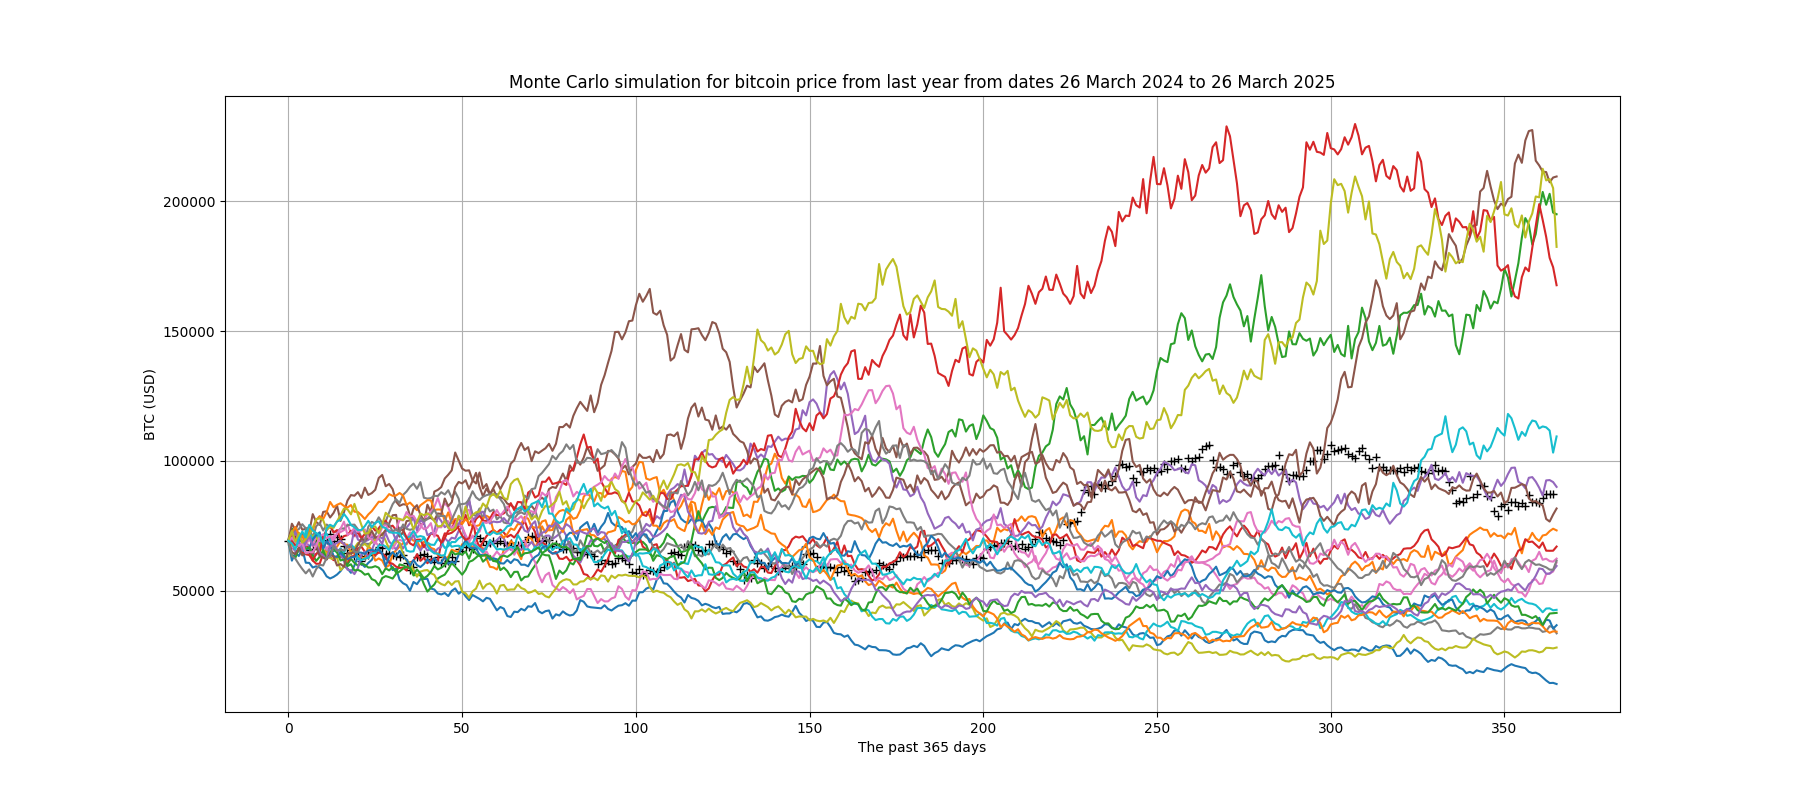 Monte Carlo simulation for bitcoin price from last year from dates 26 March 2024 to 26 March 2025
200000
150000
BTC (USD)
100000
50000
0 50 100 150 200 250 300 350
The past 365 days